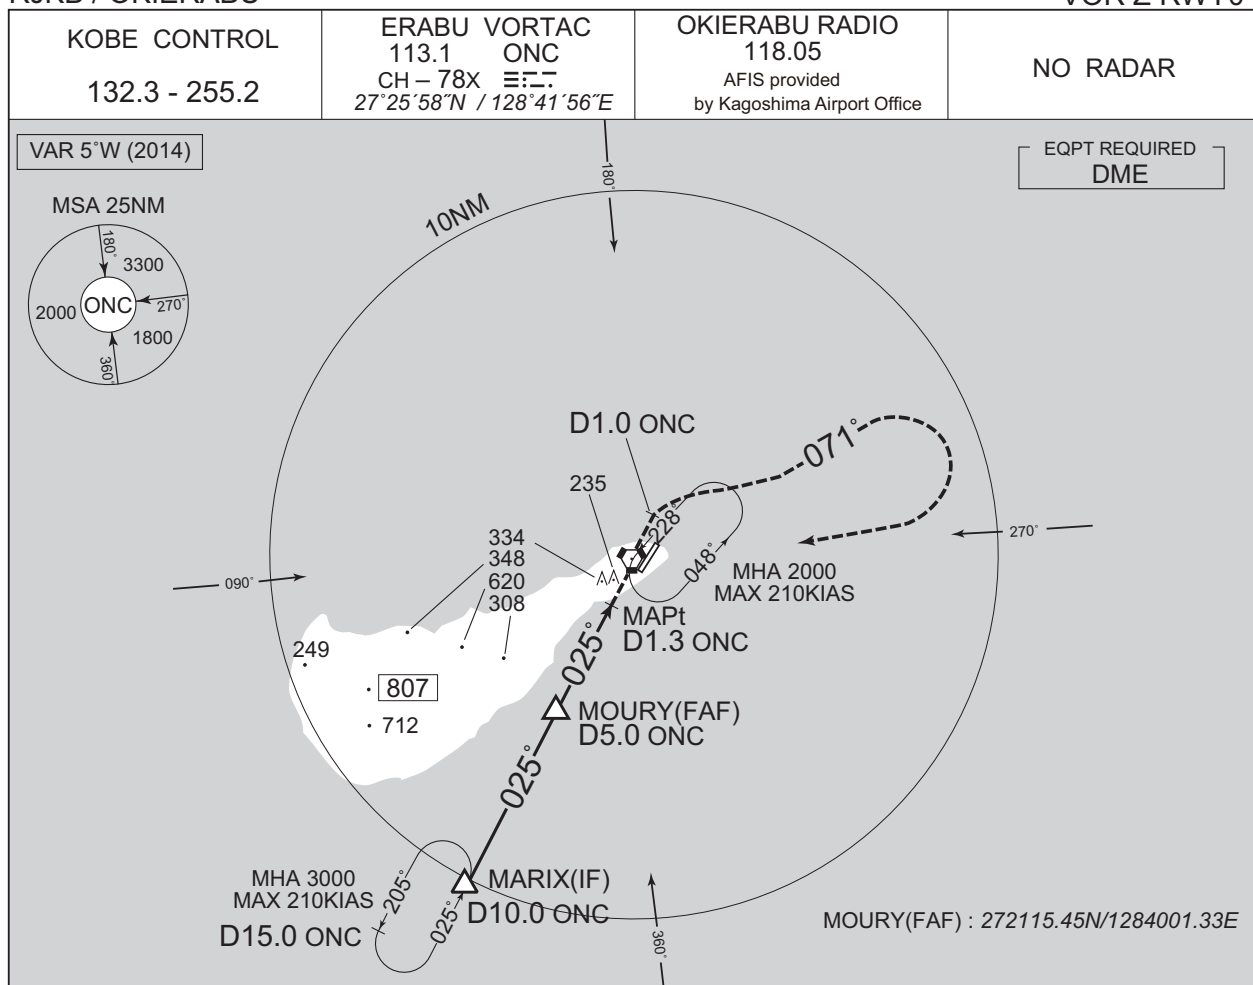 KOBE CONTROL
132.3 - 255.2
ERABU VORTAC
113.1 ONC
CH – 78X
27˚25´58˝N / 128˚41´56˝E
OKIERABU RADIO
118.05
AFIS provided
by Kagoshima Airport Office
NO RADAR
VAR 5˚W (2014)
EQPT REQUIRED
DME
MSA 25NM
180˚
3300
2000
ONC
270˚
1800
360˚
10NM
180˚
D1.0 ONC
071˚
235
228˚
334
348
620
308
048˚
270˚
090˚
MHA 2000
MAX 210KIAS
MAPt
D1.3 ONC
025˚
249
807
712
MOURY(FAF)
D5.0 ONC
025˚
MHA 3000
MAX 210KIAS
205˚
025˚
MARIX(IF)
D10.0 ONC
D15.0 ONC
360˚
MOURY(FAF) : 272115.45N/1284001.33E